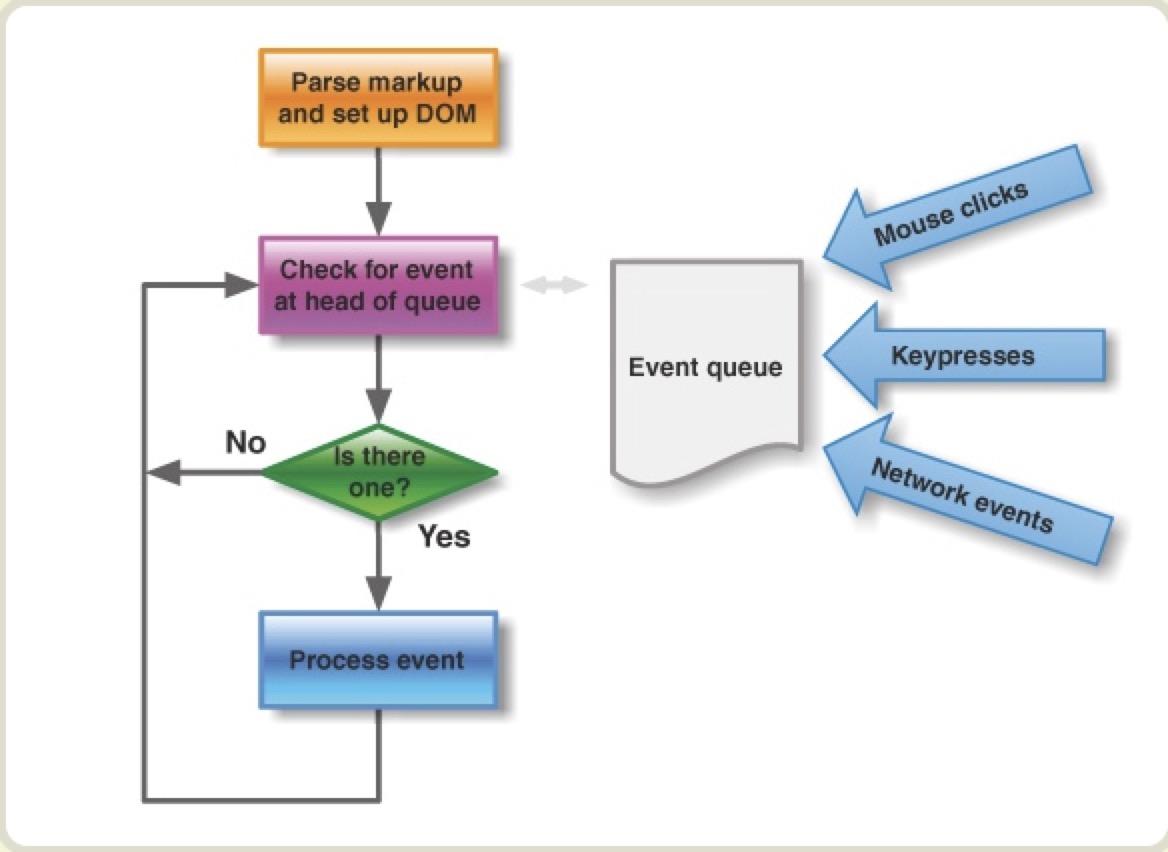 Parse markup
and set up DOM
Check for event
at head of queue
Is there
one?
No
Yes
Process event
Event queue
Mouse clicks
Keypresses
Network events